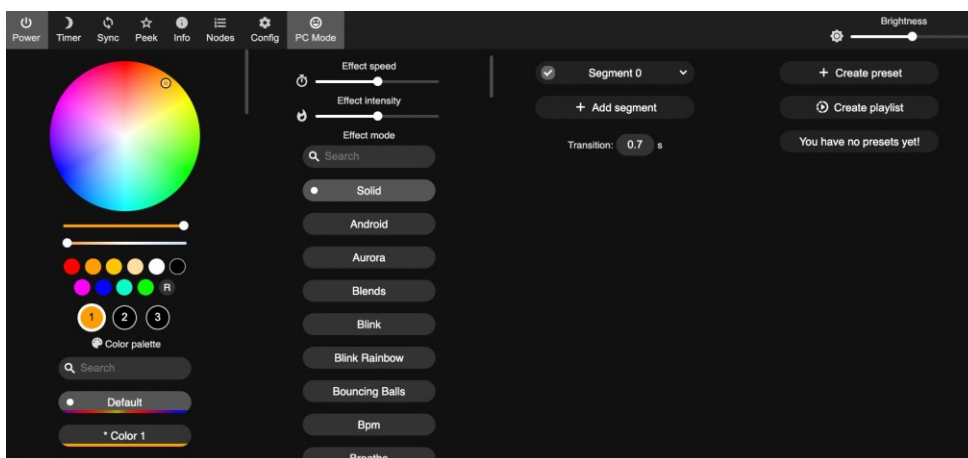 Power Timer Sync Peek Info Nodes Config PC Mode
Brightness
R
1 2 3
Color palette
Search
Default
* Color 1
Effect speed
Effect intensity
Effect mode
Search
Solid
Android
Aurora
Blends
Blink
Blink Rainbow
Bouncing Balls
Bpm
Breathe
Segment 0
+ Add segment
Transition: 0.7 s
+ Create preset
Create playlist
You have no presets yet!